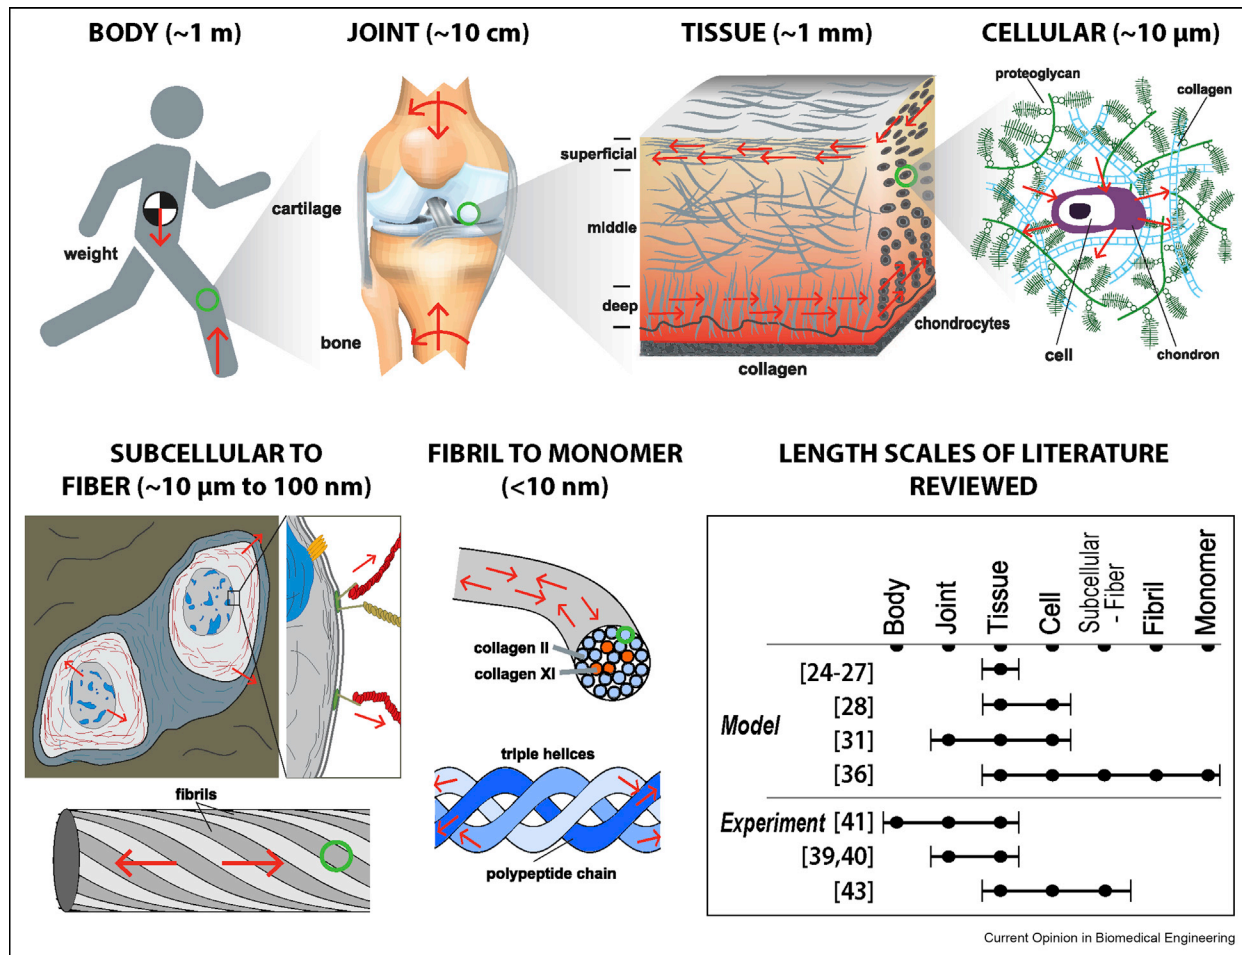 BODY (~1 m)
JOINT (~10 cm)
TISSUE (~1 mm)
CELLULAR (~10 µm)
weight
cartilage
bone
superficial
middle
deep
collagen
chondrocytes
proteoglycan
collagen
cell
chondron
SUBCELLULAR TO
FIBER (~10 µm to 100 nm)
fibrils
FIBRIL TO MONOMER
(<10 nm)
collagen II
collagen XI
triple helices
polypeptide chain
LENGTH SCALES OF LITERATURE
REVIEWED
Body
Joint
Tissue
Cell
Subcellular
- Fiber
Fibril
Monomer
Model
[24-27]
[28]
[31]
[36]
Experiment [41]
[39,40]
[43]
Current Opinion in Biomedical Engineering